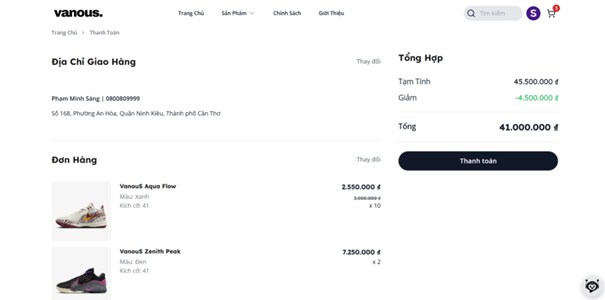 vanous.
Trang Chủ
Sản Phẩm
Chính Sách
Giới Thiệu
Tìm kiếm
S
3
Trang Chủ > Thanh Toán
Địa Chỉ Giao Hàng
Thay đổi
Phạm Minh Sáng | 0800809999
Số 168, Phường An Hòa, Quận Ninh Kiều, Thành phố Cần Thơ
Đơn Hàng
Thay đổi
VanouS Aqua Flow
2.550.000 ₫
Màu: Xanh
3.000.000 ₫
Kích cỡ: 41
x 10
VanouS Zenith Peak
7.250.000 ₫
Màu: Đen
x 2
Kích cỡ: 41
Tổng Hợp
Tạm Tính
45.500.000 ₫
Giảm
-4.500.000 ₫
Tổng
41.000.000 ₫
Thanh toán